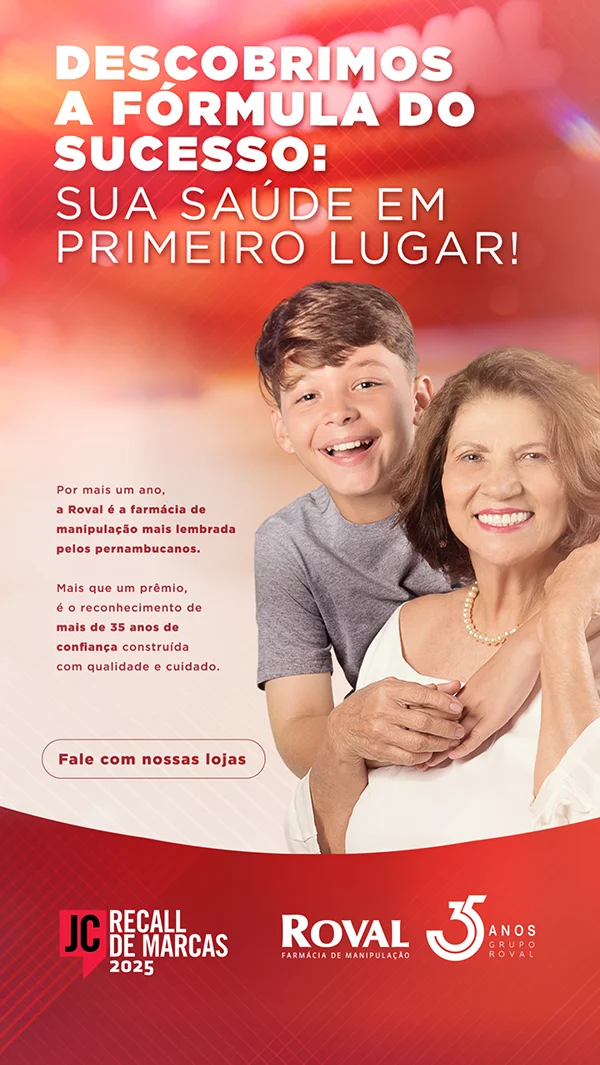 DESCOBRIMOS
A FÓRMULA DO
SUCESSO:
SUA SAÚDE EM
PRIMEIRO LUGAR!
Por mais um ano,
a Roval é a farmácia de
manipulação mais lembrada
pelos pernambucanos.
Mais que um prêmio,
é o reconhecimento de
mais de 35 anos de
confiança construída
com qualidade e cuidado.
Fale com nossas lojas
JC
RECALL
DE MARCAS
2025
ROVAL
FARMÁCIA DE MANIPULAÇÃO
35
ANOS
GRUPO
ROVAL